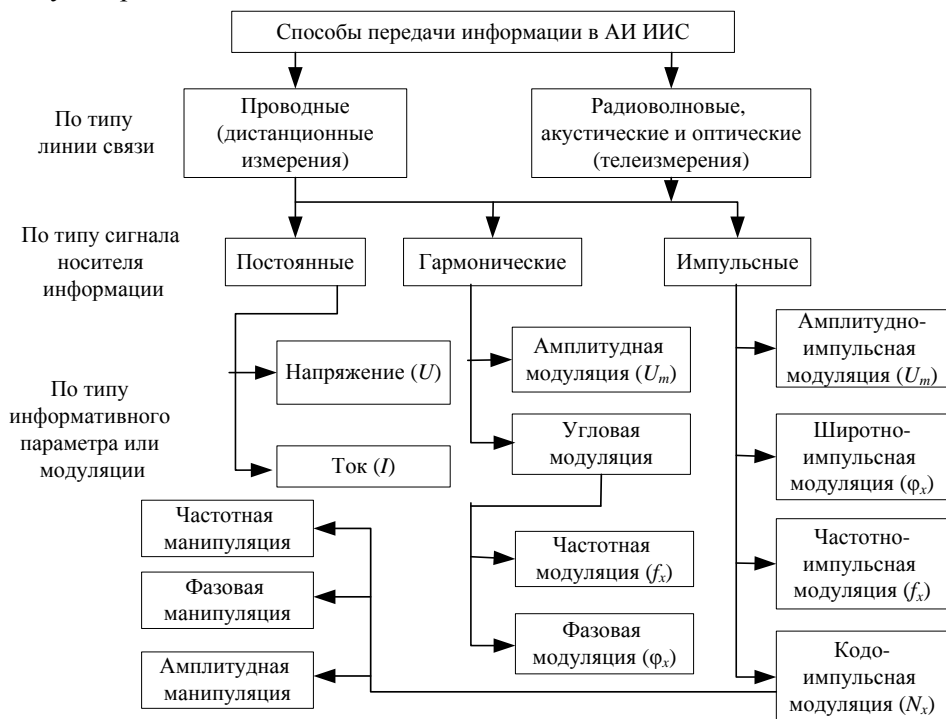 Способы передачи информации в АИ ИИС
По типу
линии связи
Проводные
(дистанционные
измерения)
Радиоволновые,
акустические и оптические
(телеизмерения)
По типу сигнала
носителя
информации
Постоянные
Гармонические
Импульсные
По типу
информативного
параметра или
модуляции
Напряжение (U)
Ток (I)
Амплитудная
модуляция (Uₘ)
Угловая
модуляция
Частотная
модуляция (fₓ)
Фазовая
модуляция (φₓ)
Амплитудно-
импульсная
модуляция (Uₘ)
Широтно-
импульсная
модуляция (φₓ)
Частотно-
импульсная
модуляция (fₓ)
Кодо-
импульсная
модуляция (Nₓ)
Частотная
манипуляция
Фазовая
манипуляция
Амплитудная
манипуляция